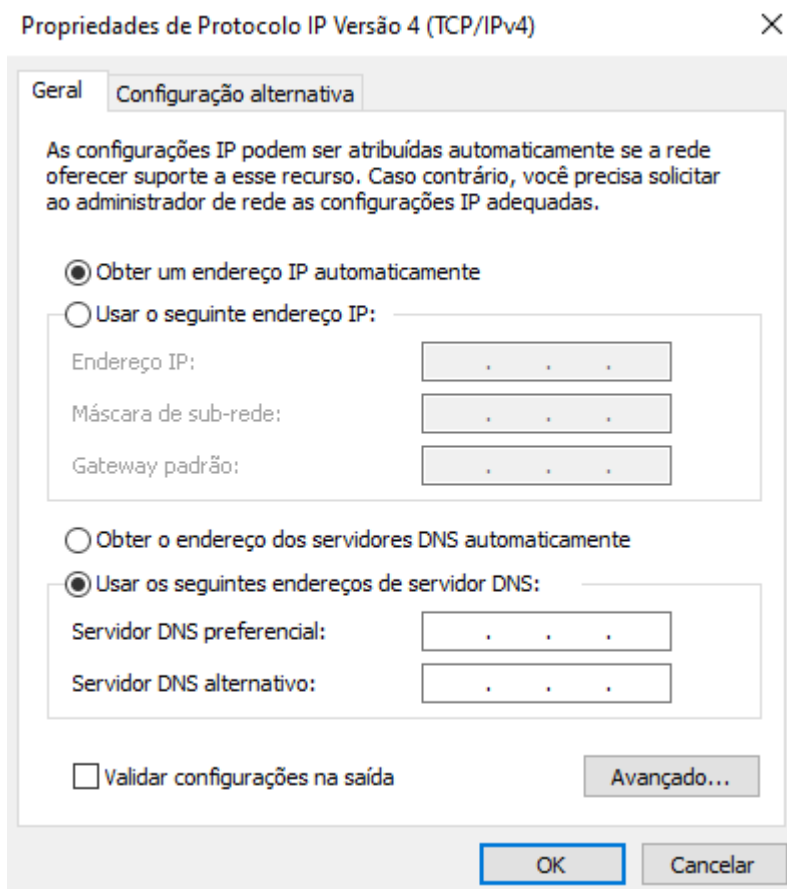 Propriedades de Protocolo IP Versão 4 (TCP/IPv4)
Geral
Configuração alternativa
As configurações IP podem ser atribuídas automaticamente se a rede
oferecer suporte a esse recurso. Caso contrário, você precisa solicitar
ao administrador de rede as configurações IP adequadas.
Obter um endereço IP automaticamente
Usar o seguinte endereço IP:
Endereço IP: . . .
Máscara de sub-rede: . . .
Gateway padrão: . . .
Obter o endereço dos servidores DNS automaticamente
Usar os seguintes endereços de servidor DNS:
Servidor DNS preferencial: . . .
Servidor DNS alternativo: . . .
Validar configurações na saída
Avançado...
OK
Cancelar